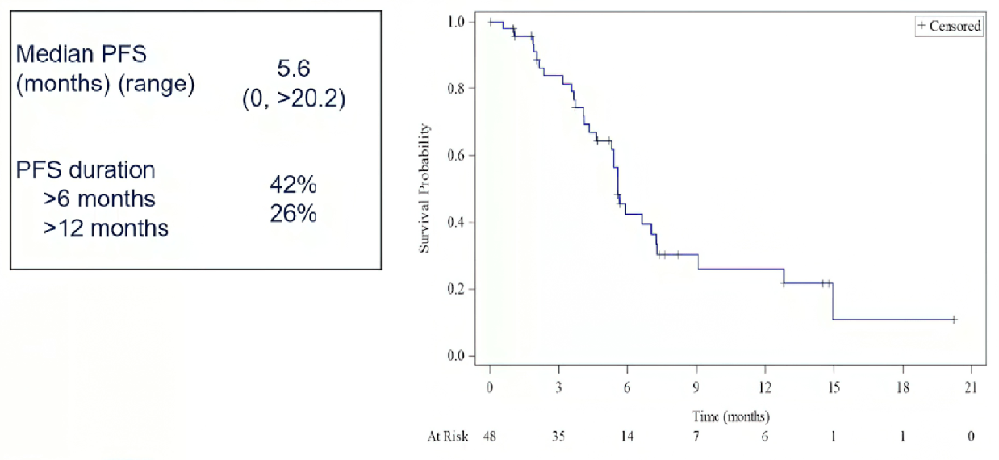 Median PFS
(months) (range)
5.6
(0, >20.2)
PFS duration
>6 months
>12 months
42%
26%
+ Censored
Survival Probability
1.0
0.8
0.6
0.4
0.2
0.0
0 3 6 9 12 15 18 21
Time (months)
At Risk 48 35 14 7 6 1 1 0